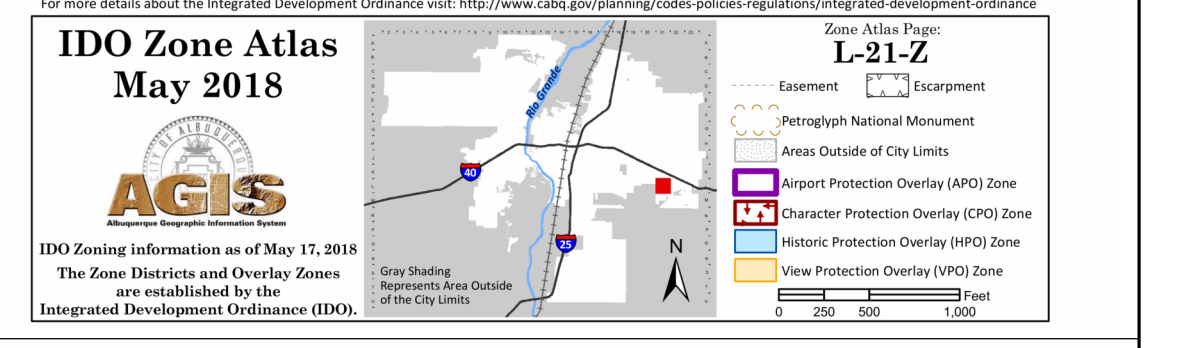 For more details about the Integrated Development Ordinance visit: http://www.cabq.gov/planning/codes-policies-regulations/integrated-development-ordinance
IDO Zone Atlas
May 2018
CITY OF ALBUQUERQUE
AGIS
Albuquerque Geographic Information System
IDO Zoning information as of May 17, 2018
The Zone Districts and Overlay Zones
are established by the
Integrated Development Ordinance (IDO).
Rio Grande
40
25
N
Gray Shading
Represents Area Outside
of the City Limits
Zone Atlas Page:
L-21-Z
Easement
Escarpment
Petroglyph National Monument
Areas Outside of City Limits
Airport Protection Overlay (APO) Zone
Character Protection Overlay (CPO) Zone
Historic Protection Overlay (HPO) Zone
View Protection Overlay (VPO) Zone
Feet
0 250 500 1,000